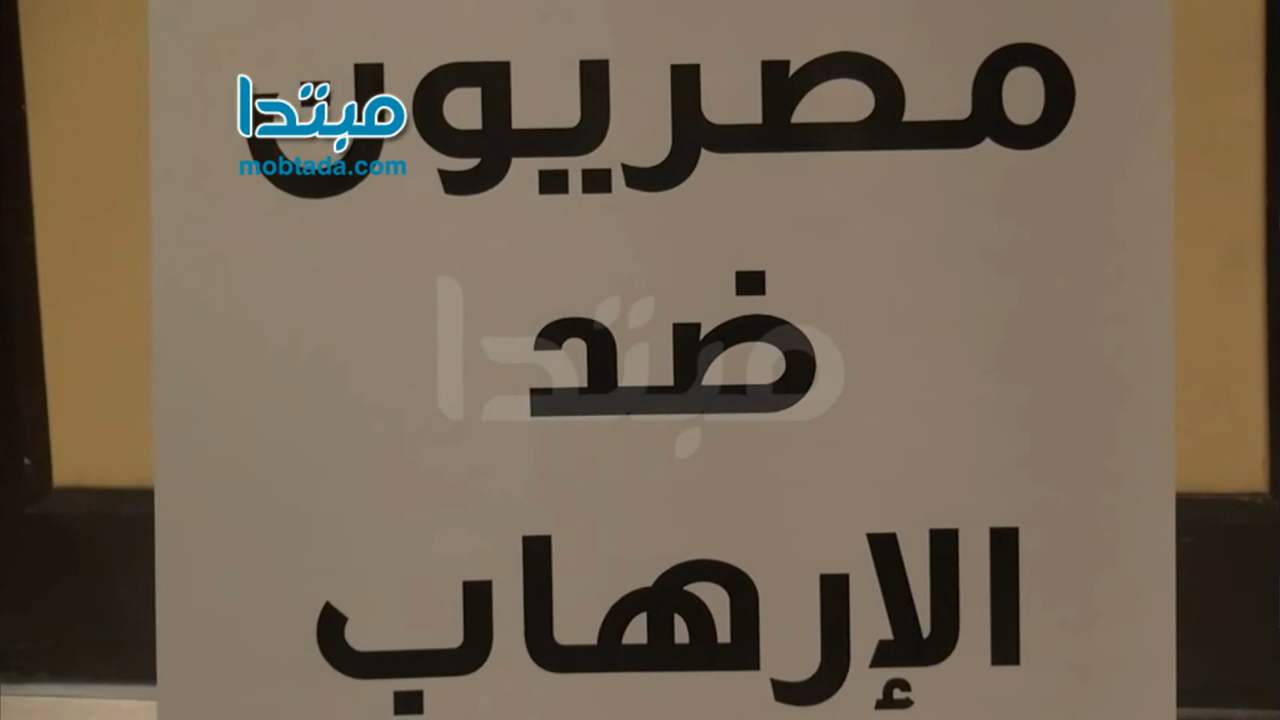 مصريون
مبتدا
mobtada.com
ضد
مبتدا
الإرهاب